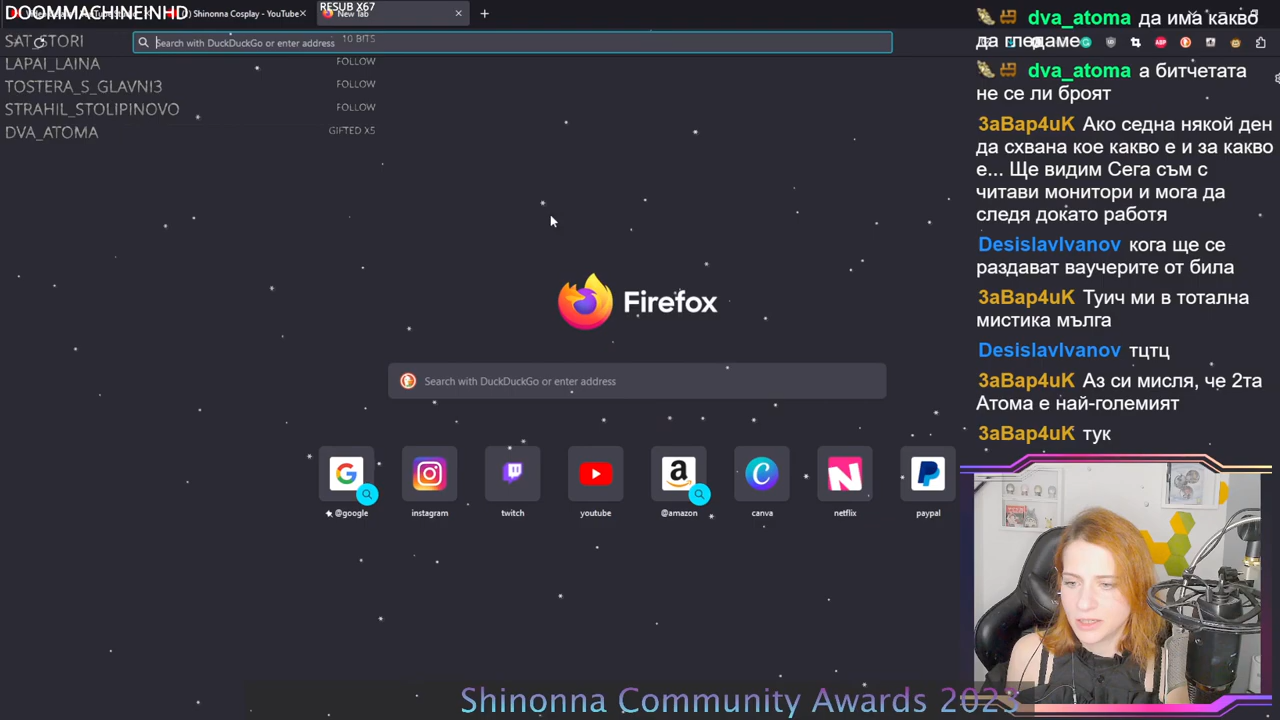 DOOMMACHINEINHD
RESUB X67
Shinonna Cosplay - YouTube
New Tab
SAT_STORI
10 BITS
Search with DuckDuckGo or enter address
LAPAI_LAINA
FOLLOW
TOSTERA_S_GLAVNI3
FOLLOW
STRAHIL_STOLIPINOVO
FOLLOW
DVA_ATOMA
GIFTED X5
Firefox
Search with DuckDuckGo or enter address
@google
instagram
twitch
youtube
@amazon
canva
netflix
paypal
dva_atoma да има какво
да гледаме
dva_atoma а битчетата
не се ли броят
3aBap4uK Ако седна някой ден
да схвана кое какво е и за какво
е... Ще видим Сега съм с
читави монитори и мога да
следя докато работя
DesislavIvanov кога ще се
раздават ваучерите от била
3aBap4uK Туич ми в тотална
мистика мълга
DesislavIvanov тцтц
3aBap4uK Аз си мисля, че 2та
Атома е най-големият
3aBap4uK тук
Shinonna Community Awards 2023